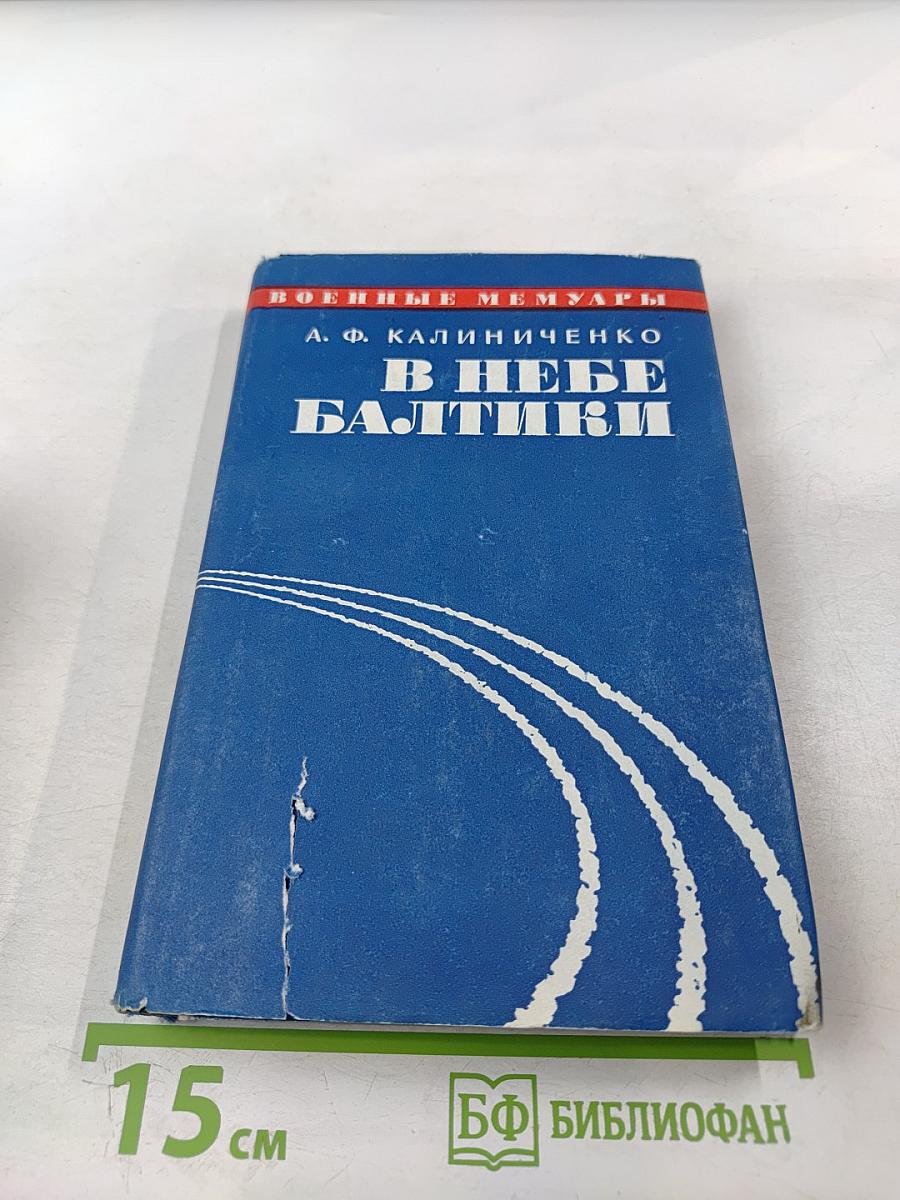 ВОЕННЫЕ МЕМУАРЫ
А. Ф. КАЛИНИЧЕНКО
В НЕБЕ
БАЛТИКИ
15 см
БФ БИБЛИОФАН